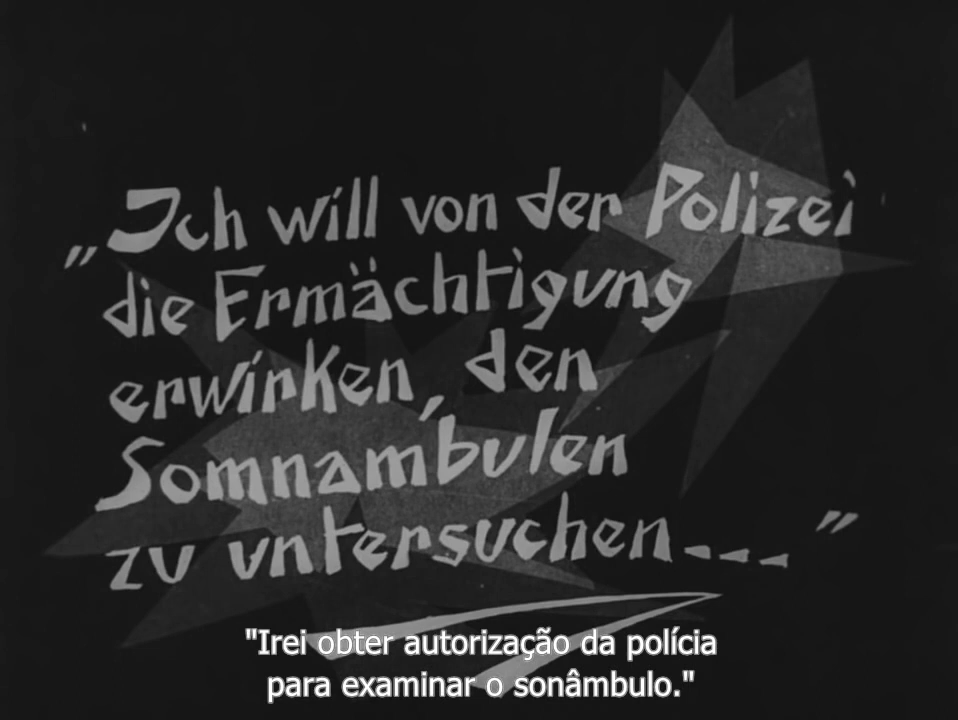 „Ich will von der Polizei
die Ermächtigung
erwirken, den
Somnambulen
zu untersuchen---"
"Irei obter autorização da polícia
para examinar o sonâmbulo."